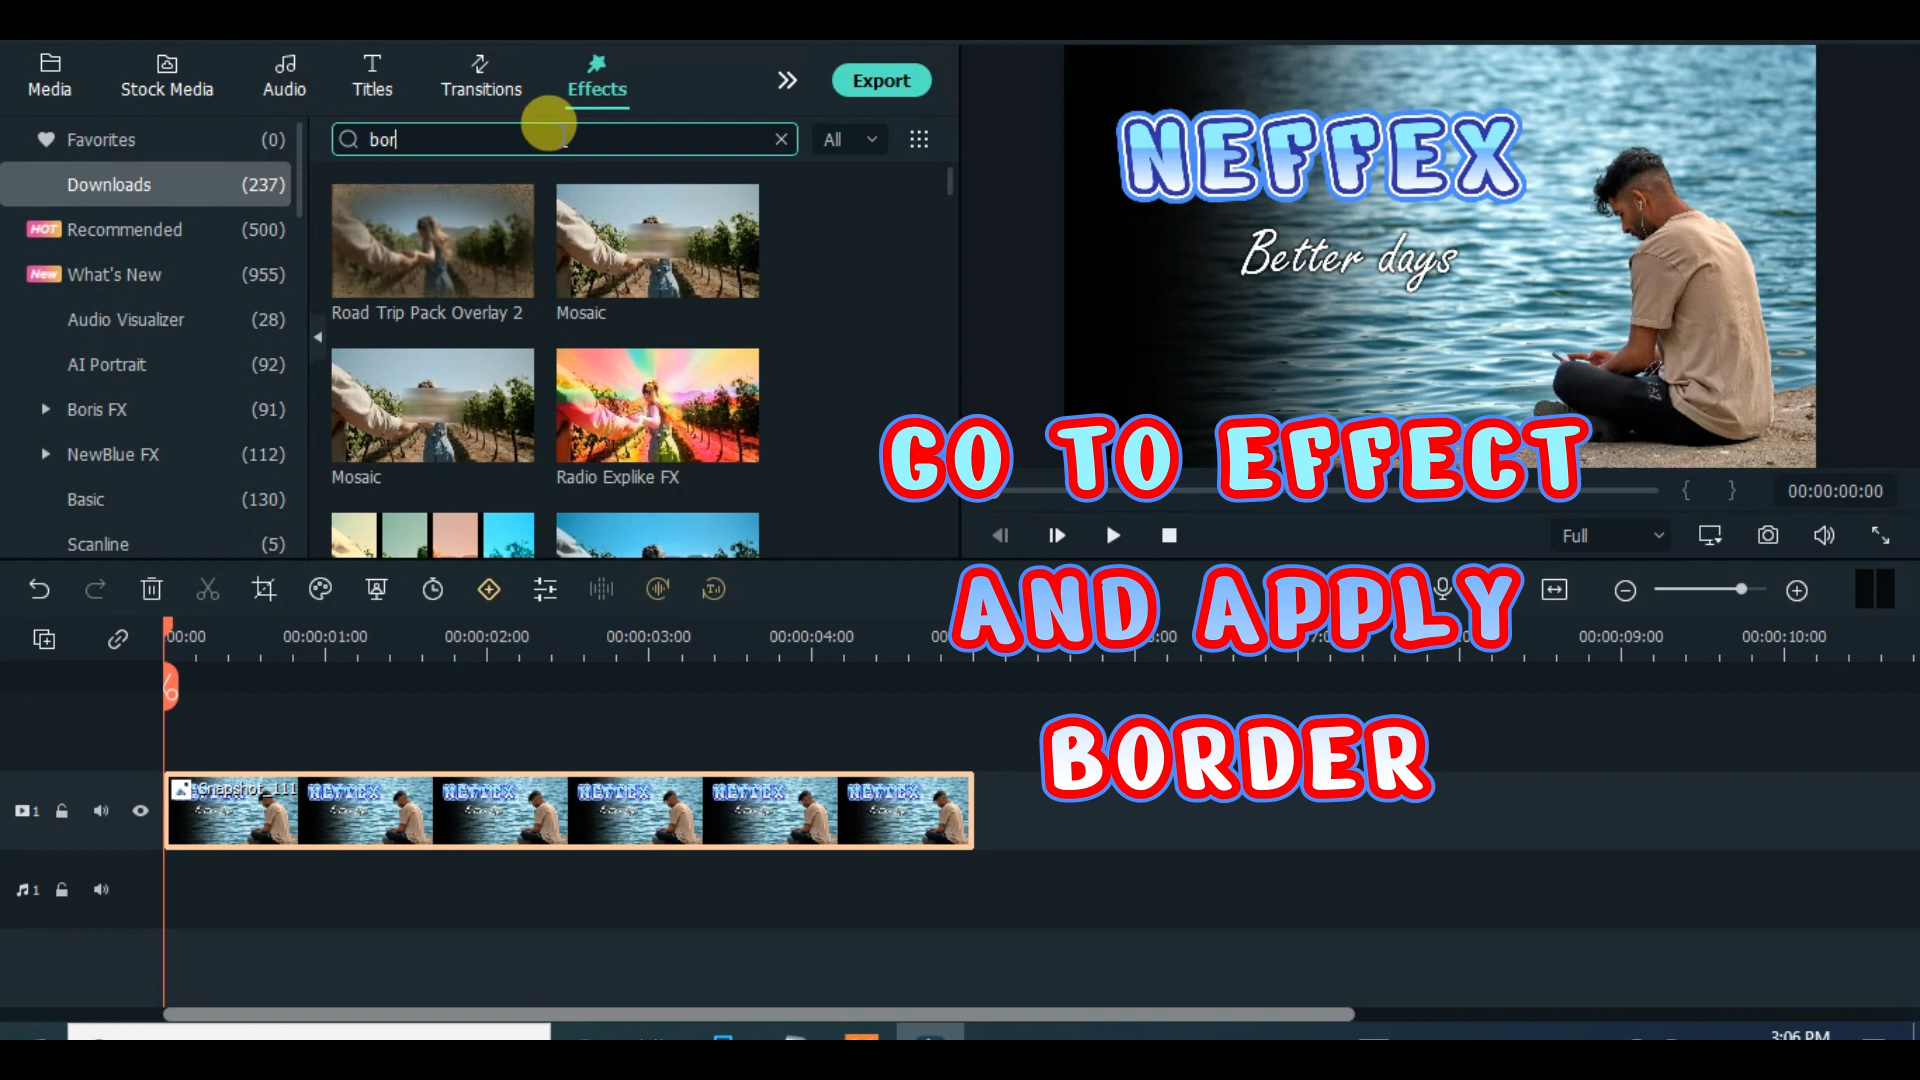 Media
Stock Media
Audio
Titles
Transitions
Effects
Export
Favorites (0)
Downloads (237)
HOT Recommended (500)
New What's New (955)
Audio Visualizer (28)
AI Portrait (92)
Boris FX (91)
NewBlue FX (112)
Basic (130)
Scanline (5)
bor
All
Road Trip Pack Overlay 2
Mosaic
Mosaic
Radio Explike FX
NEFFEX
Better days
GO TO EFFECT
AND APPLY
BORDER
{ }
00:00:00:00
Full
00:00
00:00:01:00
00:00:02:00
00:00:03:00
00:00:04:00
00:00:09:00
00:00:10:00
Snapshot_111
NEFFEX
NEFFEX
NEFFEX
NEFFEX
NEFFEX
1
1
3:06 PM